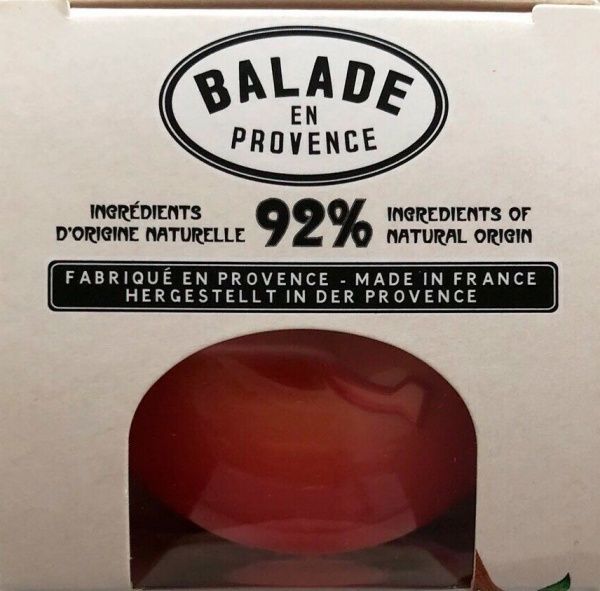 BALADE
EN
PROVENCE
INGRÉDIENTS
D'ORIGINE NATURELLE
92%
INGREDIENTS OF
NATURAL ORIGIN
FABRIQUÉ EN PROVENCE - MADE IN FRANCE
HERGESTELLT IN DER PROVENCE